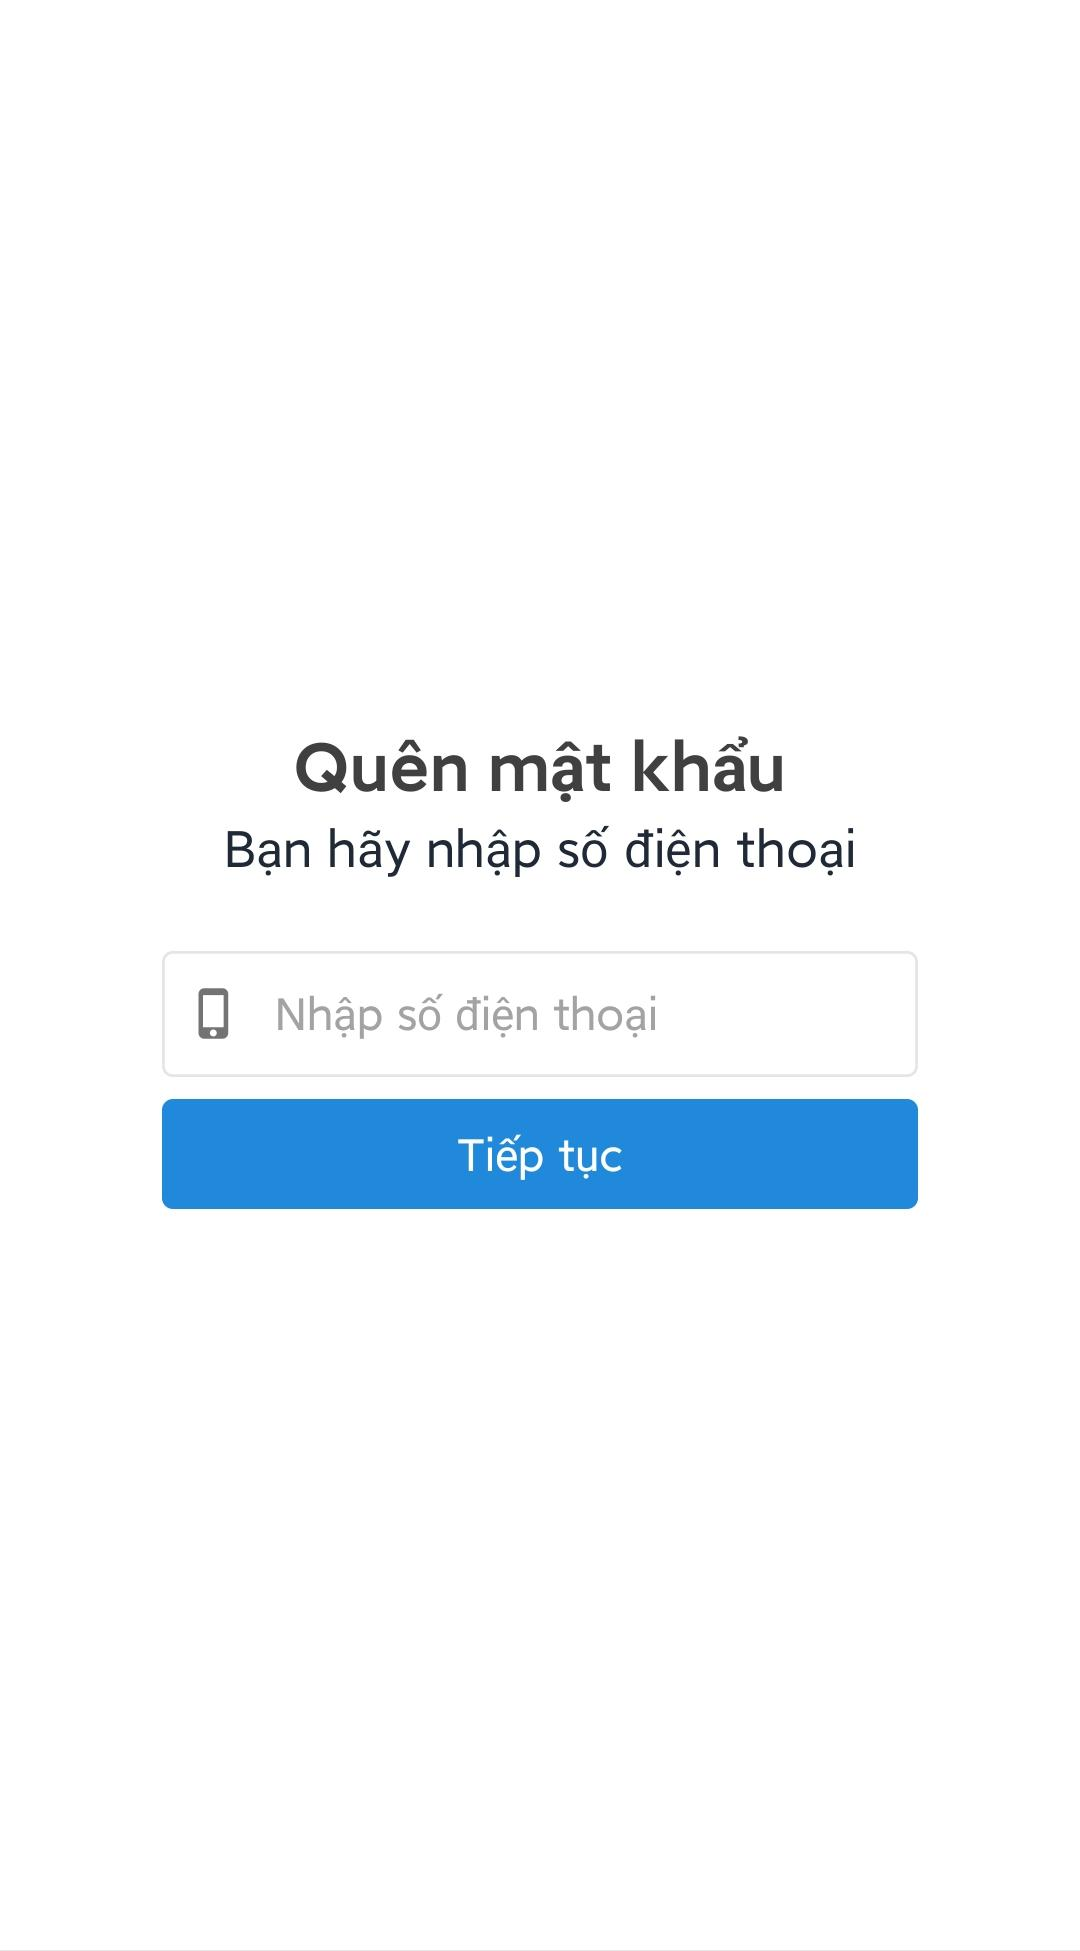 Quên mật khẩu
Bạn hãy nhập số điện thoại
Nhập số điện thoại
Tiếp tục